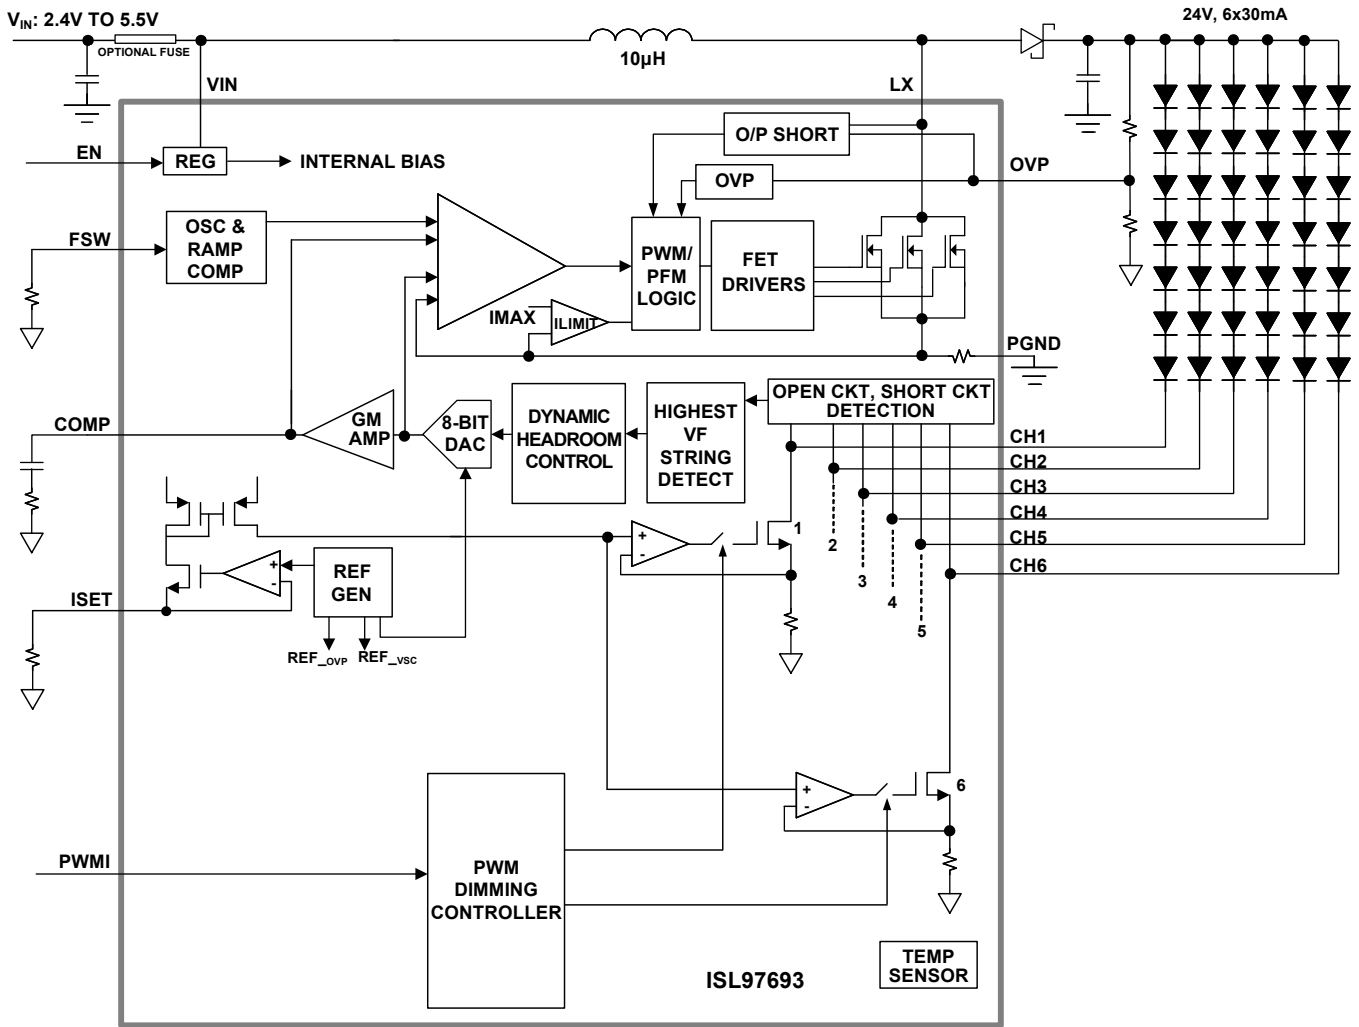 VIN: 2.4V TO 5.5V
24V, 6x30mA
OPTIONAL FUSE
10µH
VIN
LX
O/P SHORT
EN
REG
INTERNAL BIAS
OVP
OVP
OSC &
RAMP
COMP
FSW
PWM/
PFM
LOGIC
FET
DRIVERS
IMAX
ILIMIT
PGND
OPEN CKT, SHORT CKT
DETECTION
COMP
GM
AMP
8-BIT
DAC
DYNAMIC
HEADROOM
CONTROL
HIGHEST
VF
STRING
DETECT
CH1
CH2
CH3
CH4
CH5
CH6
+
-
1
2
3
4
5
+
-
REF
GEN
ISET
REF_OVP
REF_VSC
+
-
6
PWMI
PWM
DIMMING
CONTROLLER
TEMP
SENSOR
ISL97693